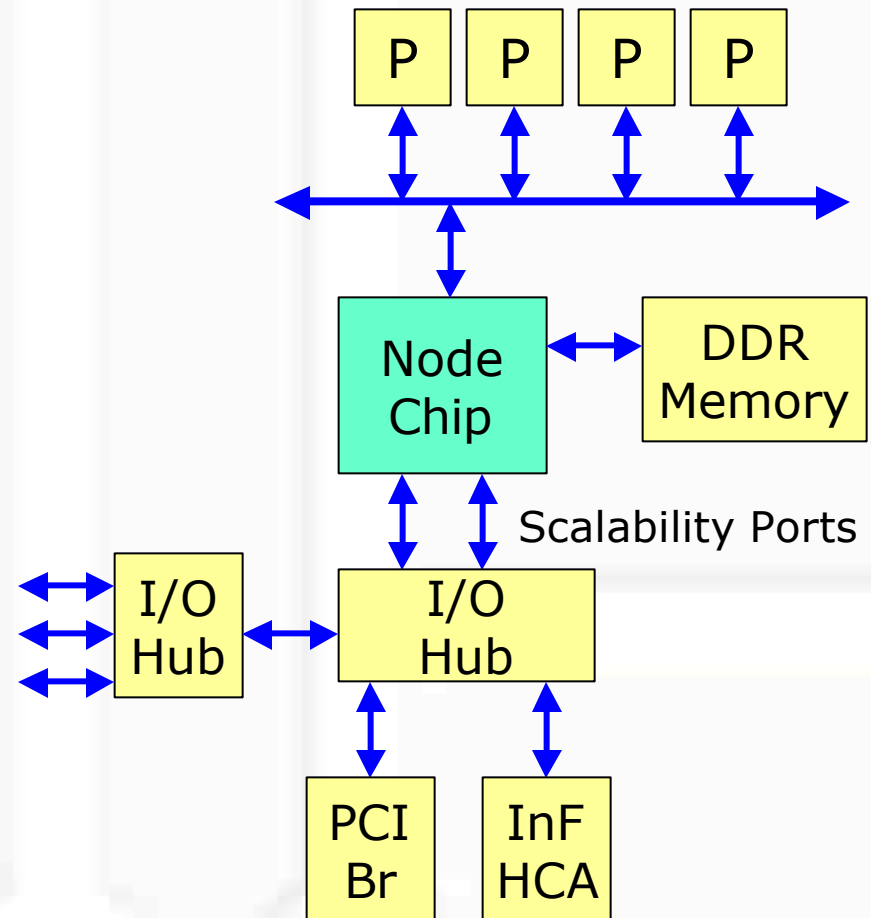 P P P P
Node
Chip
DDR
Memory
Scalability Ports
I/O
Hub
I/O
Hub
PCI
Br
InF
HCA